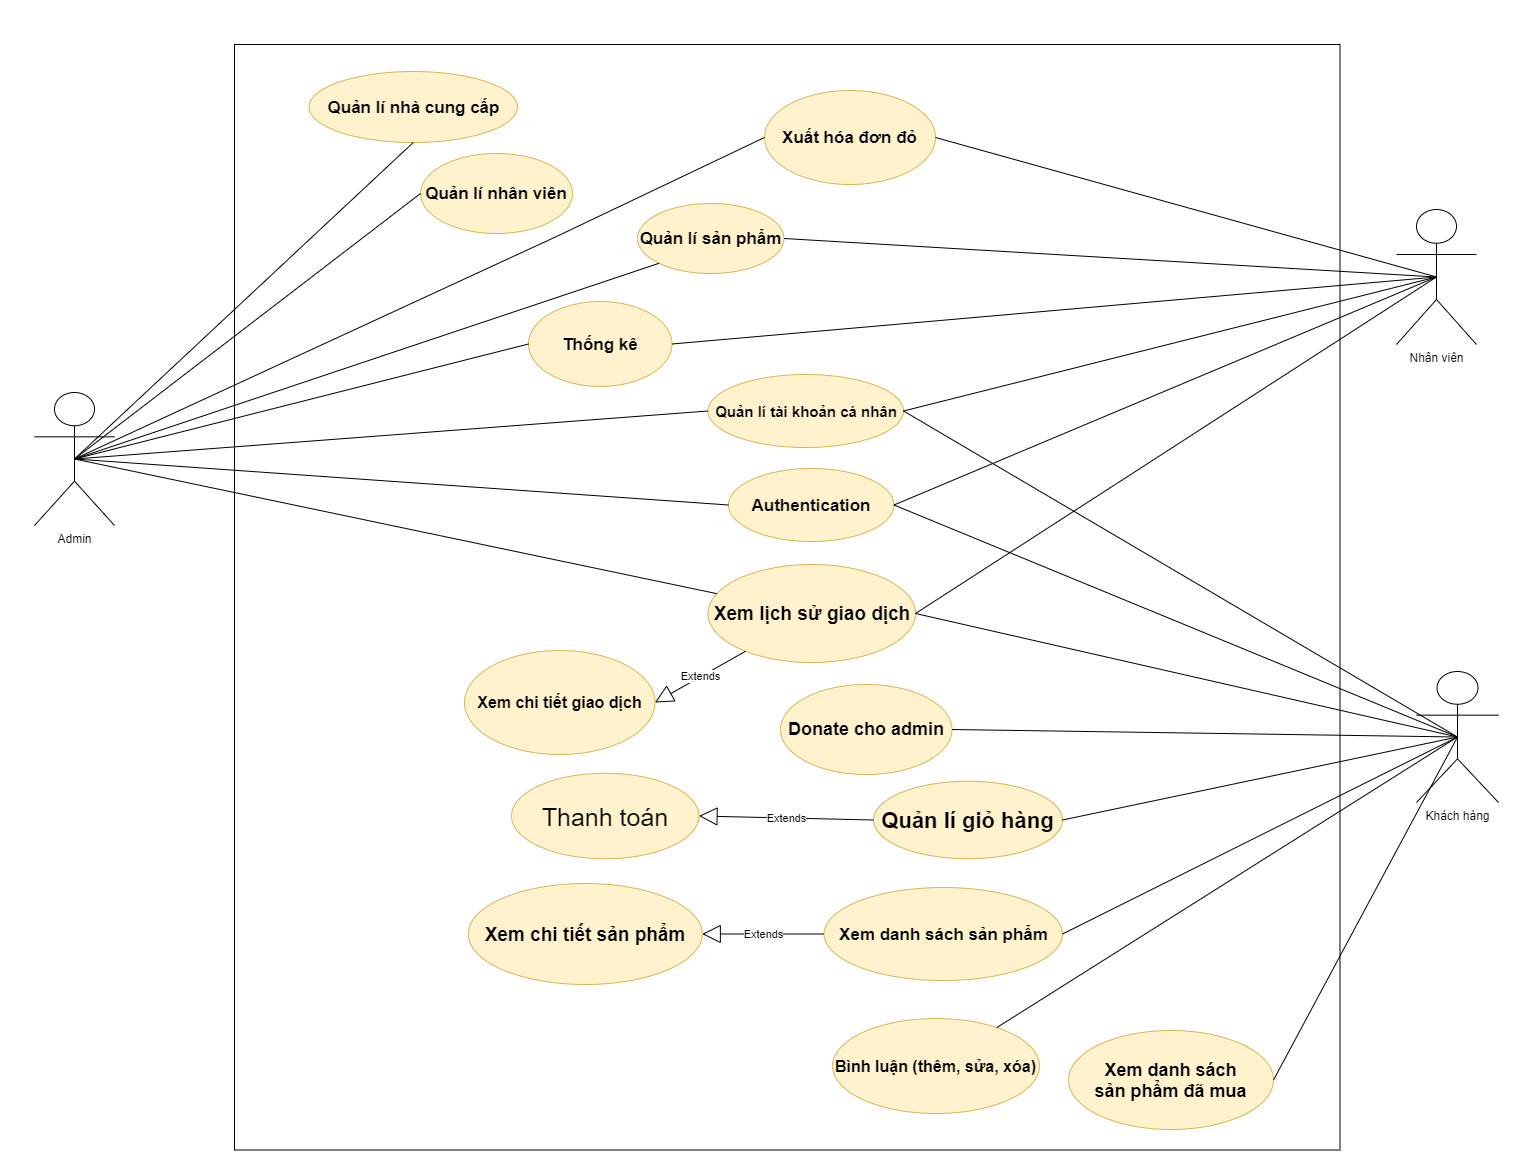 Quản lí nhà cung cấp
Xuất hóa đơn đỏ
Quản lí nhân viên
Quản lí sản phẩm
Thống kê
Nhân viên
Quản lí tài khoản cá nhân
Authentication
Admin
Xem lịch sử giao dịch
Extends
Xem chi tiết giao dịch
Donate cho admin
Thanh toán
Extends
Quản lí giỏ hàng
Khách hàng
Xem chi tiết sản phẩm
Extends
Xem danh sách sản phẩm
Bình luận (thêm, sửa, xóa)
Xem danh sách
sản phẩm đã mua